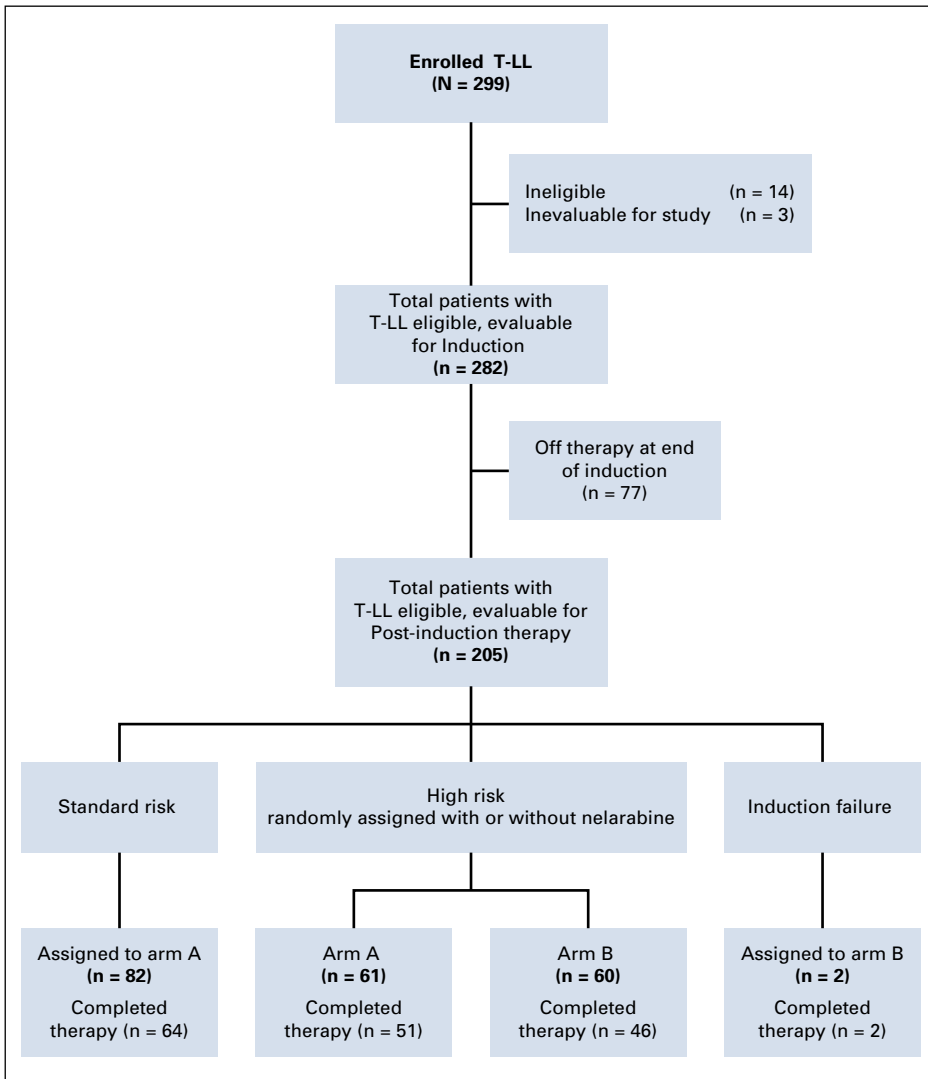 Enrolled T-LL
(N = 299)
Ineligible (n = 14)
Inevaluable for study (n = 3)
Total patients with
T-LL eligible, evaluable
for Induction
(n = 282)
Off therapy at end
of induction
(n = 77)
Total patients with
T-LL eligible, evaluable for
Post-induction therapy
(n = 205)
Standard risk
High risk
randomly assigned with or without nelarabine
Induction failure
Assigned to arm A
(n = 82)
Completed
therapy (n = 64)
Arm A
(n = 61)
Completed
therapy (n = 51)
Arm B
(n = 60)
Completed
therapy (n = 46)
Assigned to arm B
(n = 2)
Completed
therapy (n = 2)